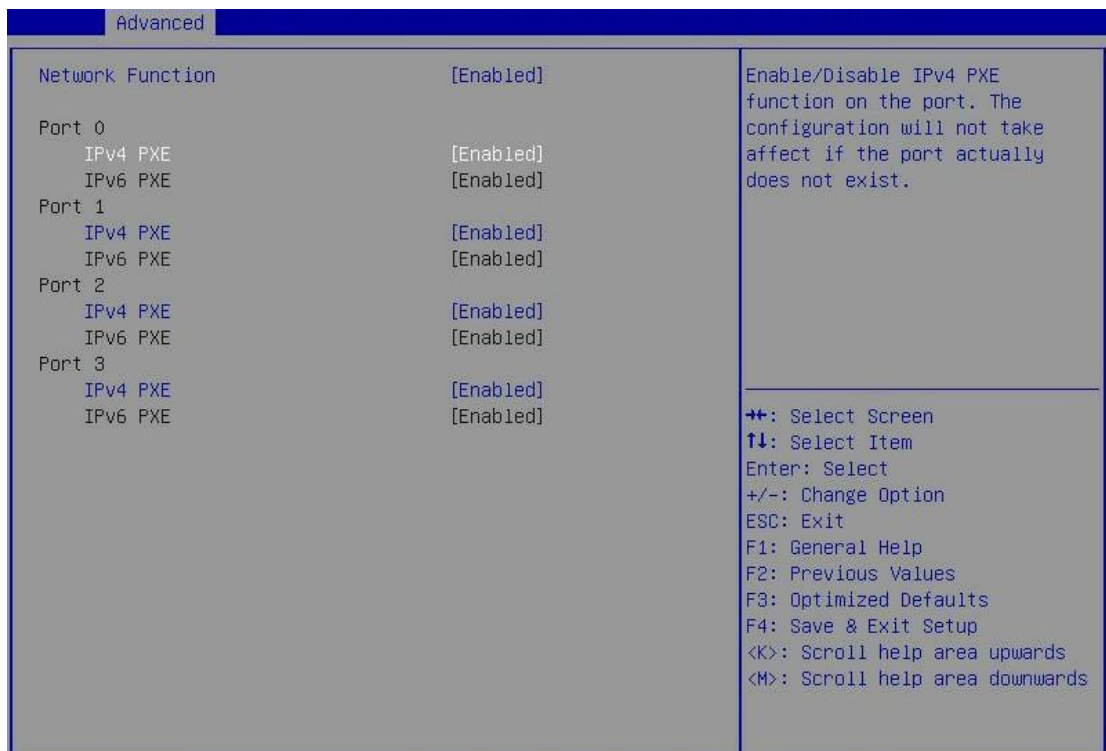 Advanced
Network Function [Enabled]
Port 0
IPv4 PXE [Enabled]
IPv6 PXE [Enabled]
Port 1
IPv4 PXE [Enabled]
IPv6 PXE [Enabled]
Port 2
IPv4 PXE [Enabled]
IPv6 PXE [Enabled]
Port 3
IPv4 PXE [Enabled]
IPv6 PXE [Enabled]
Enable/Disable IPv4 PXE
function on the port. The
configuration will not take
affect if the port actually
does not exist.
→←: Select Screen
↑↓: Select Item
Enter: Select
+/-: Change Option
ESC: Exit
F1: General Help
F2: Previous Values
F3: Optimized Defaults
F4: Save & Exit Setup
<K>: Scroll help area upwards
<M>: Scroll help area downwards